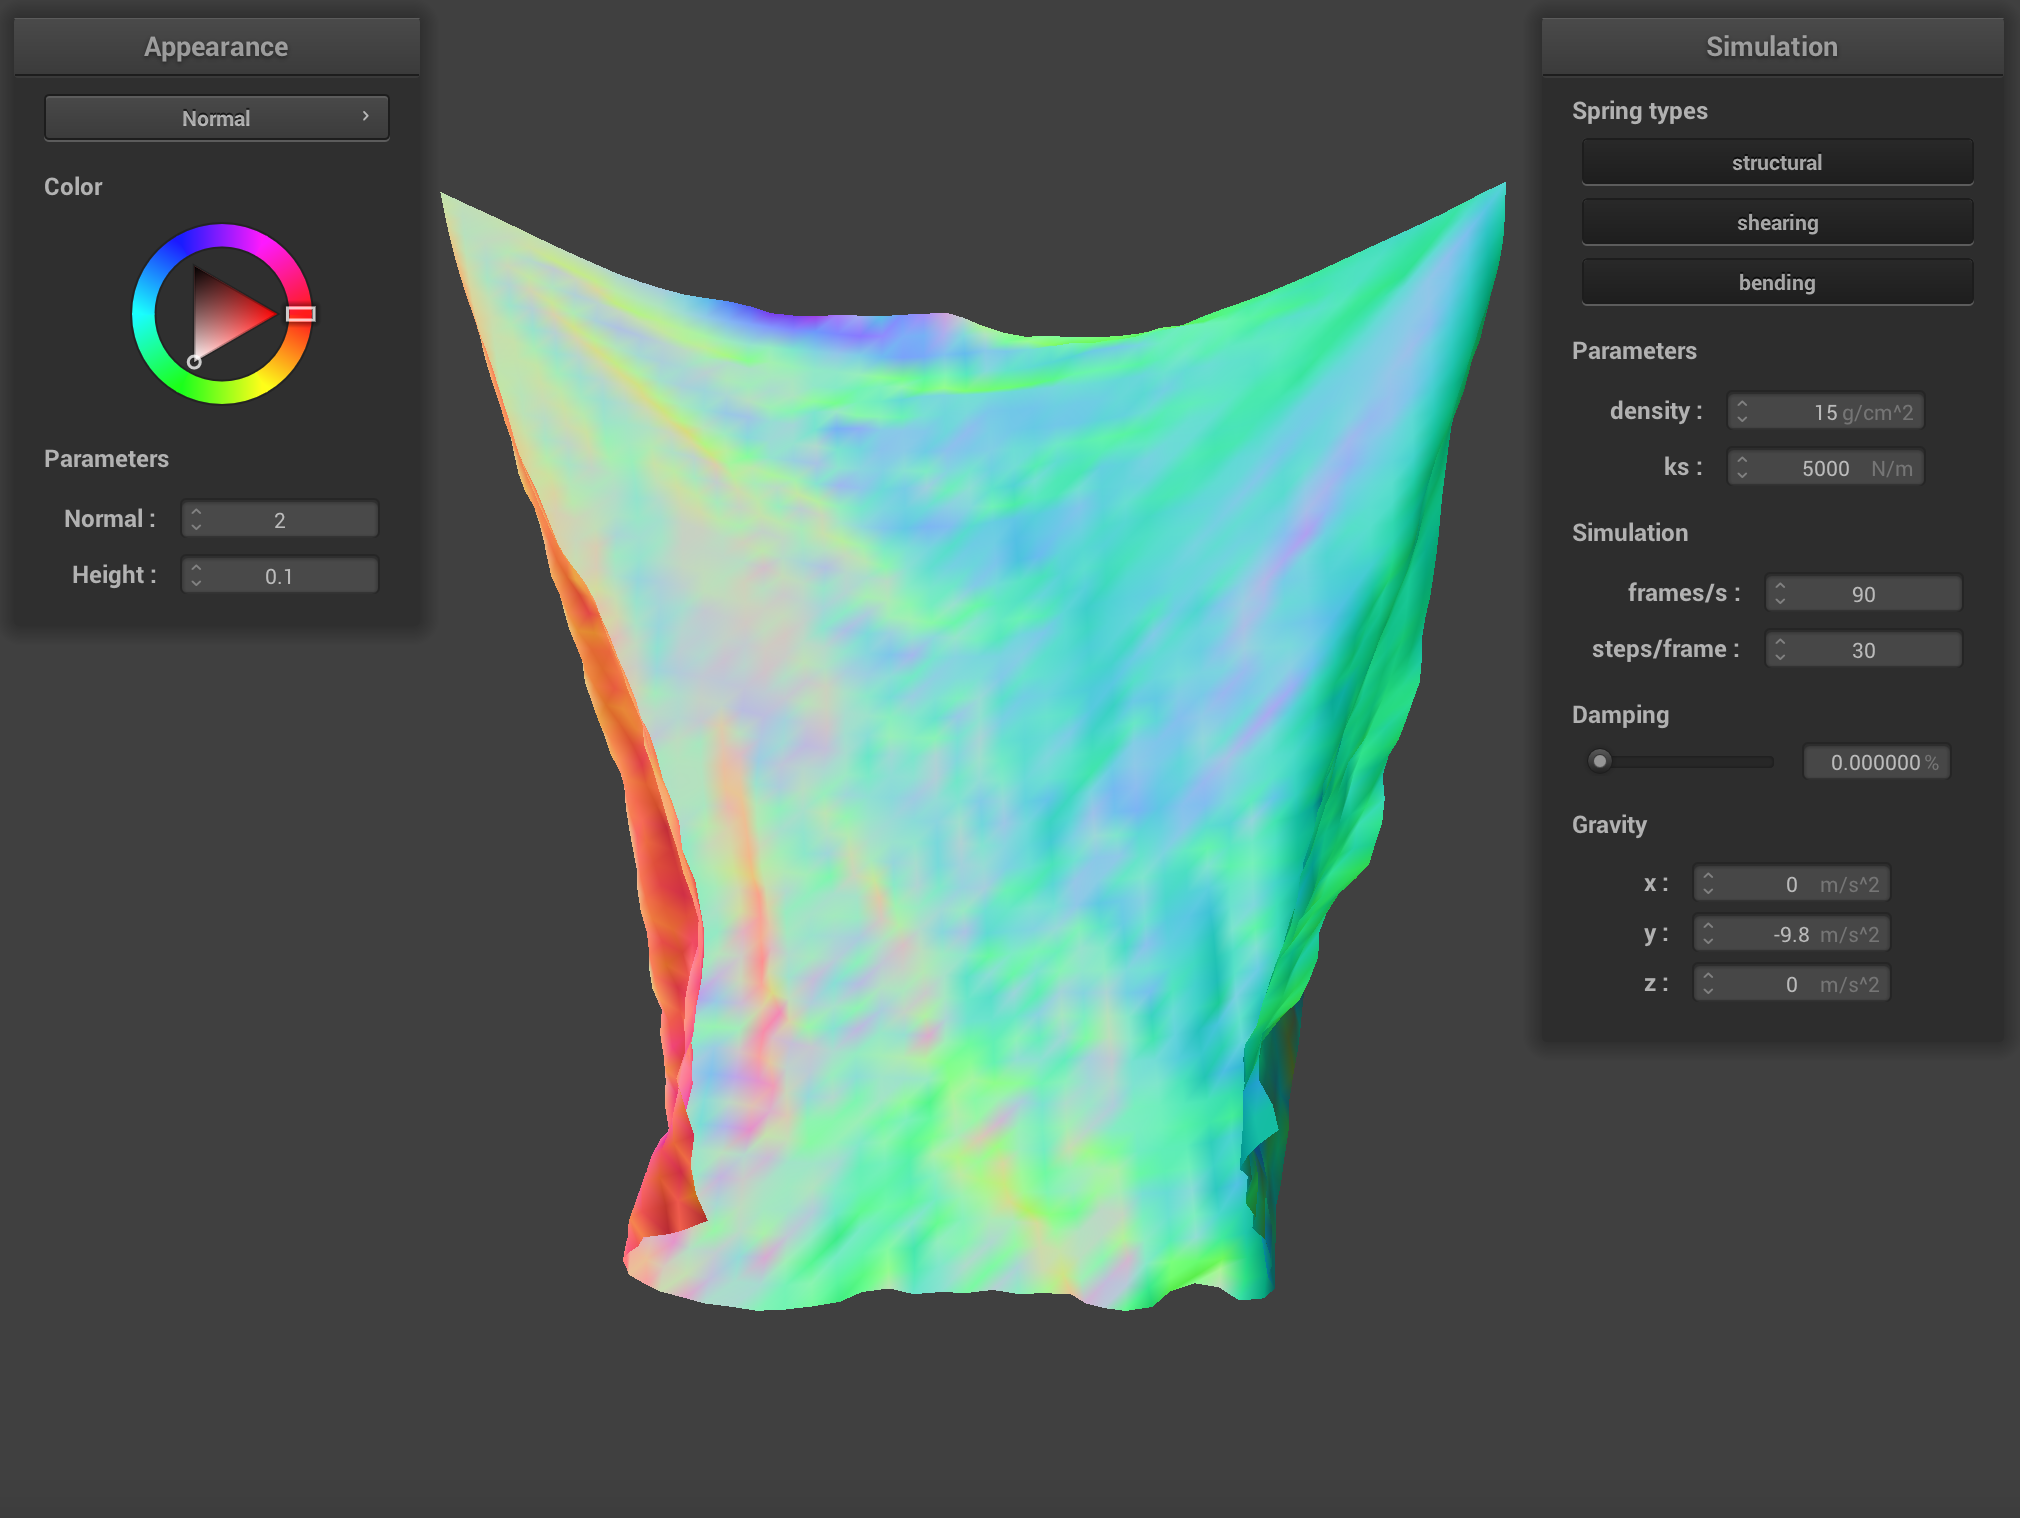 Appearance
Normal
Color
Parameters
Normal : 2
Height : 0.1
Simulation
Spring types
structural
shearing
bending
Parameters
density : 15 g/cm^2
ks : 5000 N/m
Simulation
frames/s : 90
steps/frame : 30
Damping
0.000000 %
Gravity
x : 0 m/s^2
y : -9.8 m/s^2
z : 0 m/s^2